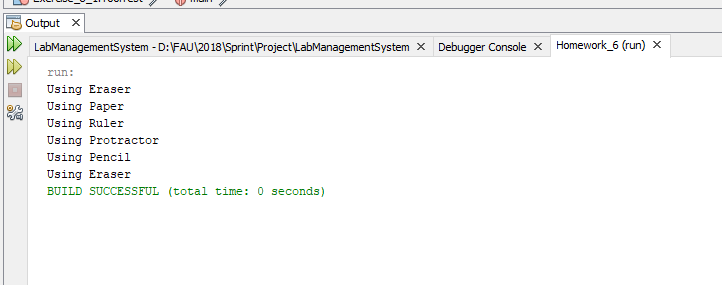 main
Output
LabManagementSystem - D:\FAU\2018\Sprint\Project\LabManagementSystem
Debugger Console
Homework_6 (run)
run:
Using Eraser
Using Paper
Using Ruler
Using Protractor
Using Pencil
Using Eraser
BUILD SUCCESSFUL (total time: 0 seconds)